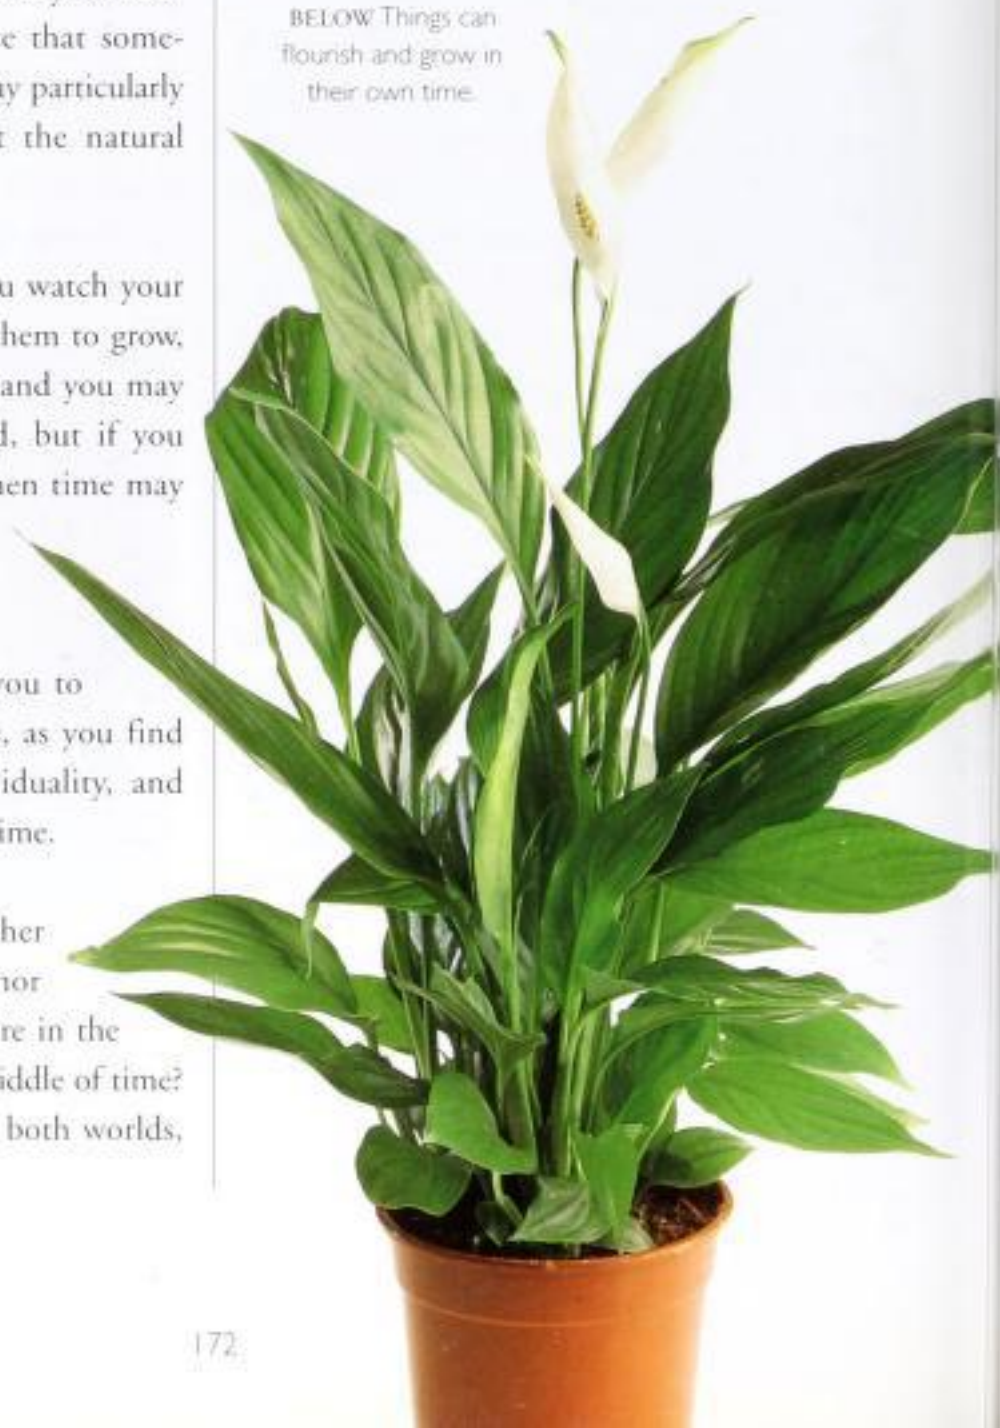 e that some-
y particularly
t the natural
u watch your
hem to grow,
and you may
d, but if you
hen time may
you to
, as you find
iduality, and
ime.
her
nor
re in the
iddle of time?
both worlds,
BELOW Things can
flourish and grow in
their own time.
172